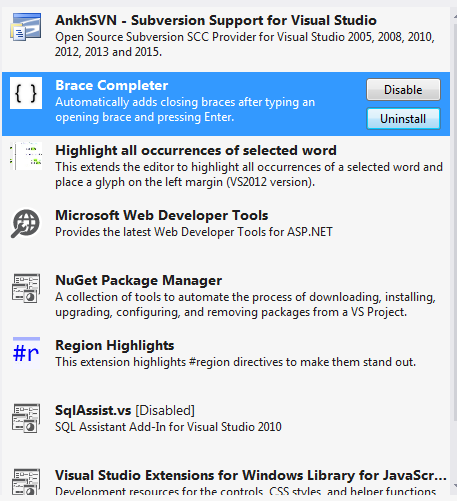 AnkhSVN - Subversion Support for Visual Studio
Open Source Subversion SCC Provider for Visual Studio 2005, 2008, 2010,
2012, 2013 and 2015.
{ }
Brace Completer
Automatically adds closing braces after typing an
opening brace and pressing Enter.
Disable
Uninstall
Highlight all occurrences of selected word
This extends the editor to highlight all occurrences of a selected word and
place a glyph on the left margin (VS2012 version).
Microsoft Web Developer Tools
Provides the latest Web Developer Tools for ASP.NET
NuGet Package Manager
A collection of tools to automate the process of downloading, installing,
upgrading, configuring, and removing packages from a VS Project.
#r
Region Highlights
This extension highlights #region directives to make them stand out.
SqlAssist.vs [Disabled]
SQL Assistant Add-In for Visual Studio 2010
Visual Studio Extensions for Windows Library for JavaScr...
Development resources for the controls, CSS styles, and helper functions